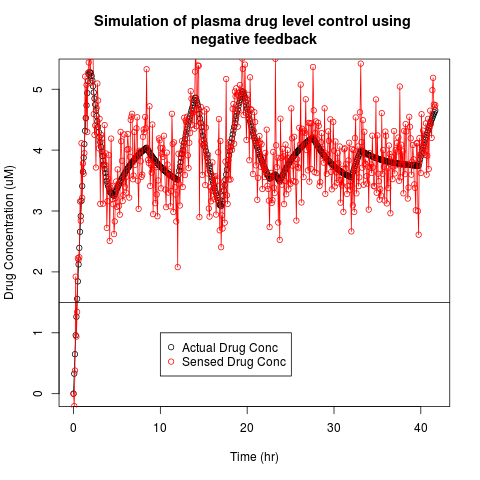 Simulation of plasma drug level control using
negative feedback
Drug Concentration (uM)
5
4
3
2
1
0
Actual Drug Conc
Sensed Drug Conc
0 10 20 30 40
Time (hr)